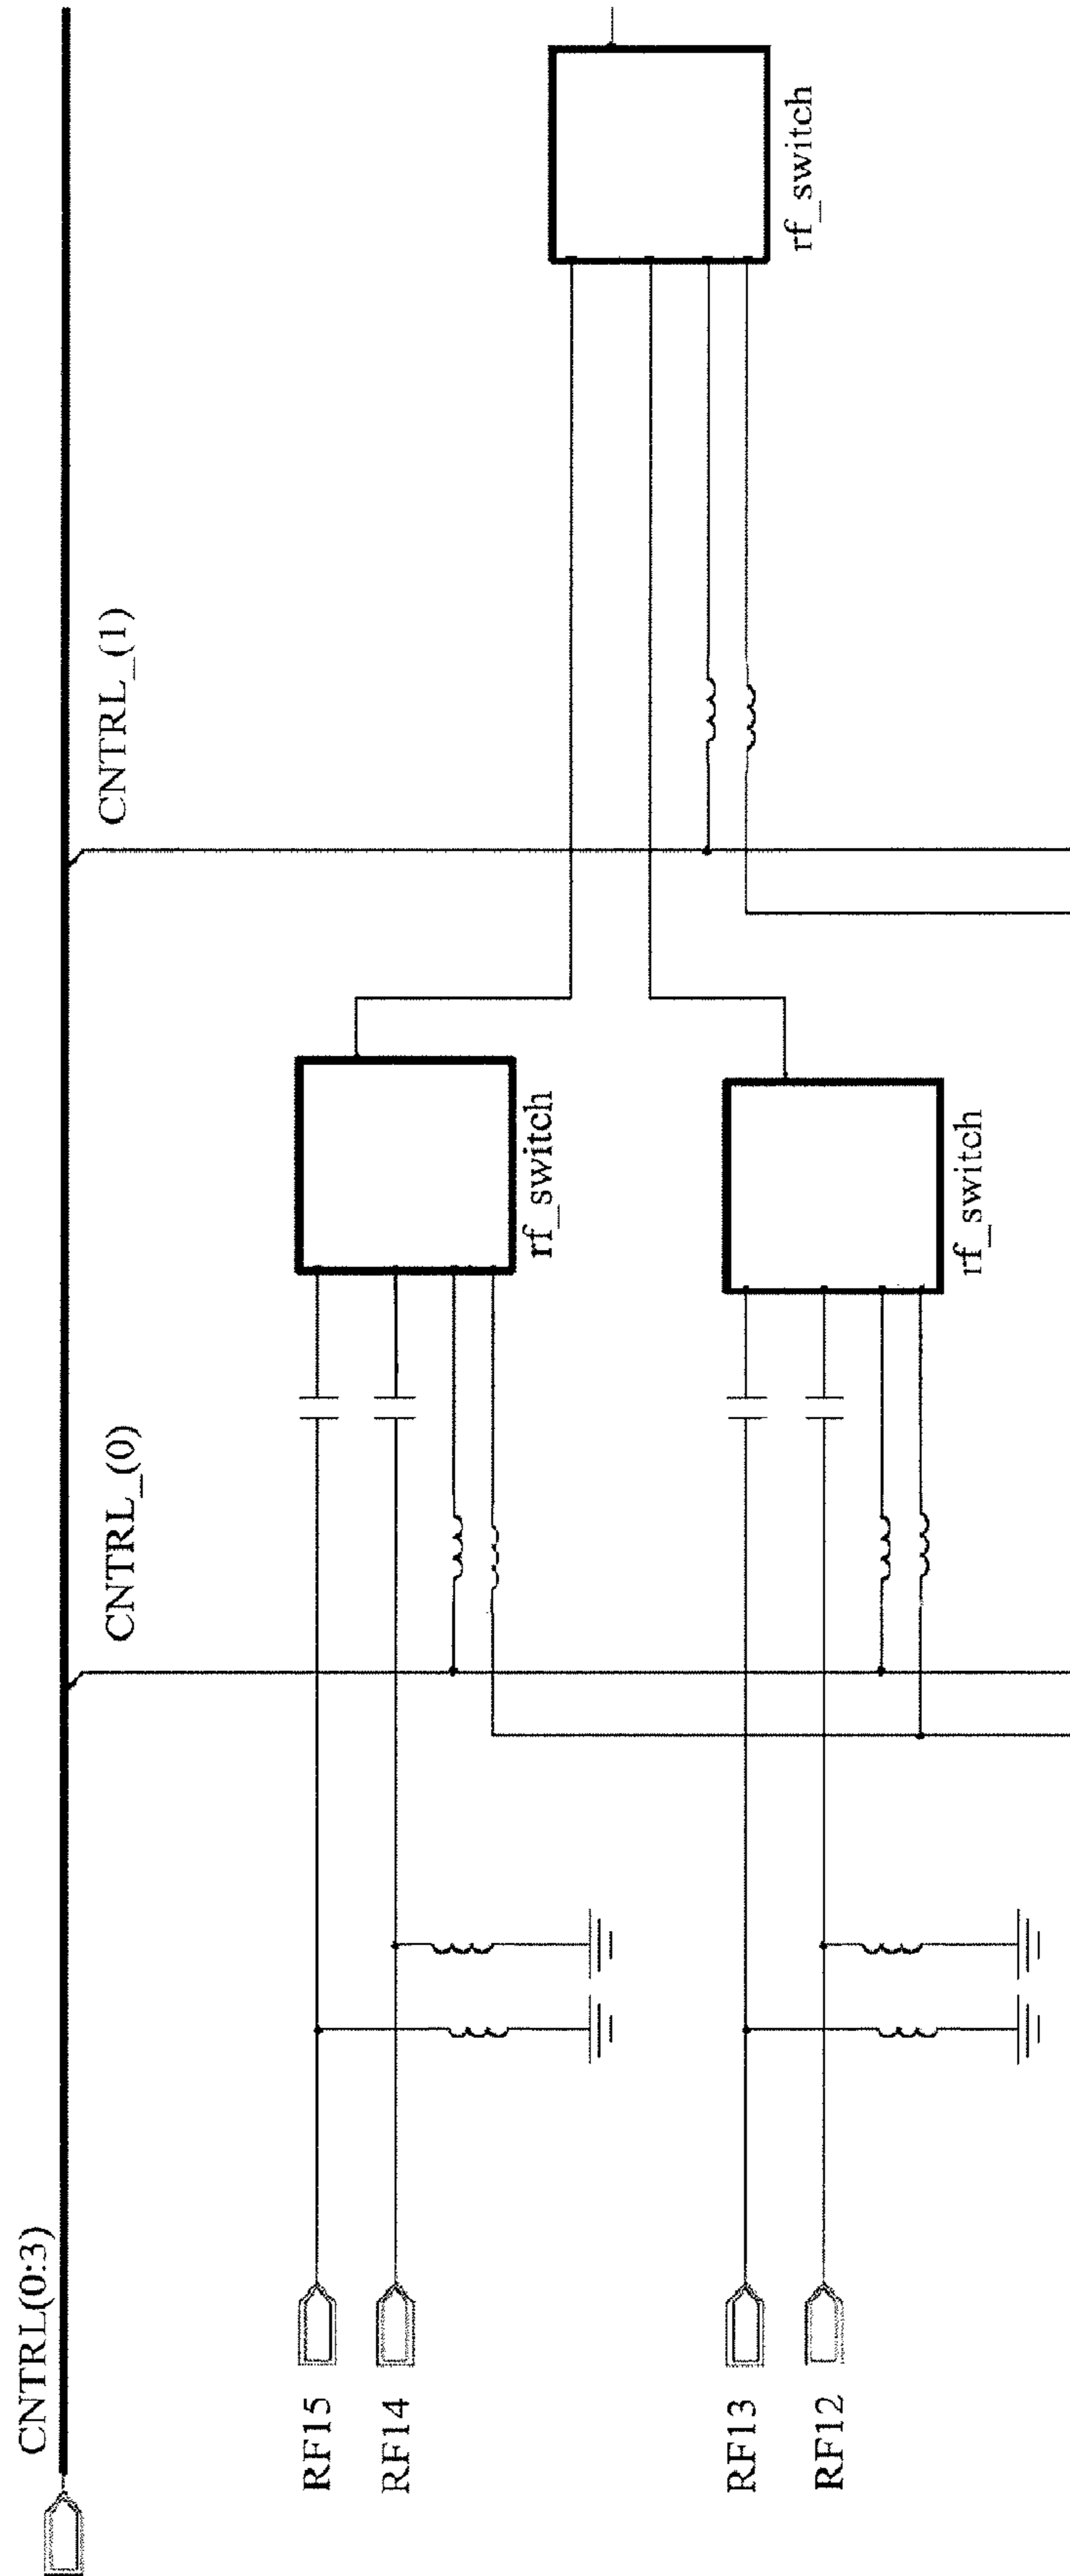 CNTRL(0:3)
CNTRL_(0)
CNTRL_(1)
RF15
RF14
rf_switch
rf_switch
RF13
RF12
rf_switch